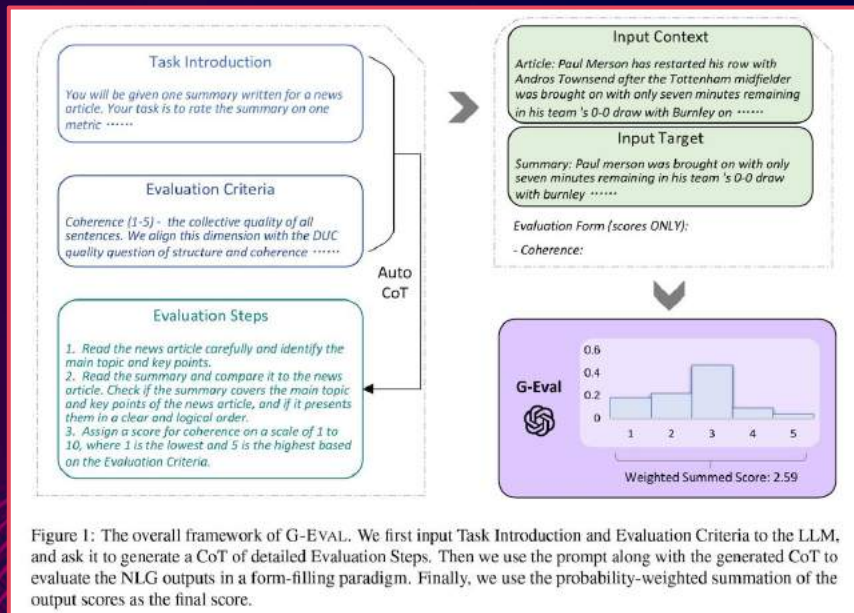 Task Introduction
You will be given one summary written for a news
article. Your task is to rate the summary on one
metric ······
Evaluation Criteria
Coherence (1-5) - the collective quality of all
sentences. We align this dimension with the DUC
quality question of structure and coherence ······
Auto
CoT
Evaluation Steps
1. Read the news article carefully and identify the
main topic and key points.
2. Read the summary and compare it to the news
article. Check if the summary covers the main topic
and key points of the news article, and if it presents
them in a clear and logical order.
3. Assign a score for coherence on a scale of 1 to
10, where 1 is the lowest and 5 is the highest based
on the Evaluation Criteria.
Input Context
Article: Paul Merson has restarted his row with
Andros Townsend after the Tottenham midfielder
was brought on with only seven minutes remaining
in his team 's 0-0 draw with Burnley on ······
Input Target
Summary: Paul merson was brought on with only
seven minutes remaining in his team 's 0-0 draw
with burnley ······
Evaluation Form (scores ONLY):
- Coherence:
G-Eval
0.6
0.4
0.2
0
1 2 3 4 5
Weighted Summed Score: 2.59
Figure 1: The overall framework of G-EVAL. We first input Task Introduction and Evaluation Criteria to the LLM,
and ask it to generate a CoT of detailed Evaluation Steps. Then we use the prompt along with the generated CoT to
evaluate the NLG outputs in a form-filling paradigm. Finally, we use the probability-weighted summation of the
output scores as the final score.